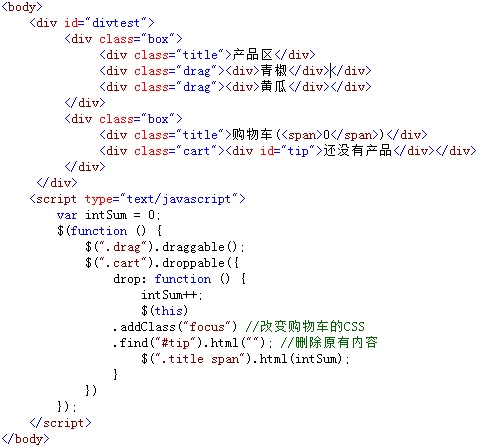 <body>
    <div id="divtest">
         <div class="box">
              <div class="title">产品区</div>
              <div class="drag"><div>青椒</div></div>
              <div class="drag"><div>黄瓜</div></div>
         </div>
         <div class="box">
              <div class="title">购物车(<span>0</span>)</div>
              <div class="cart"><div id="tip">还没有产品</div></div>
         </div>
     </div>
    <script type="text/javascript">
        var intSum = 0;
        $(function () {
            $(".drag").draggable();
            $(".cart").droppable({
                drop: function () {
                    intSum++;
                    $(this)
                .addClass("focus") //改变购物车的CSS
                .find("#tip").html(""); //删除原有内容
                    $(".title span").html(intSum);
                }
            })
        });
    </script>
</body>